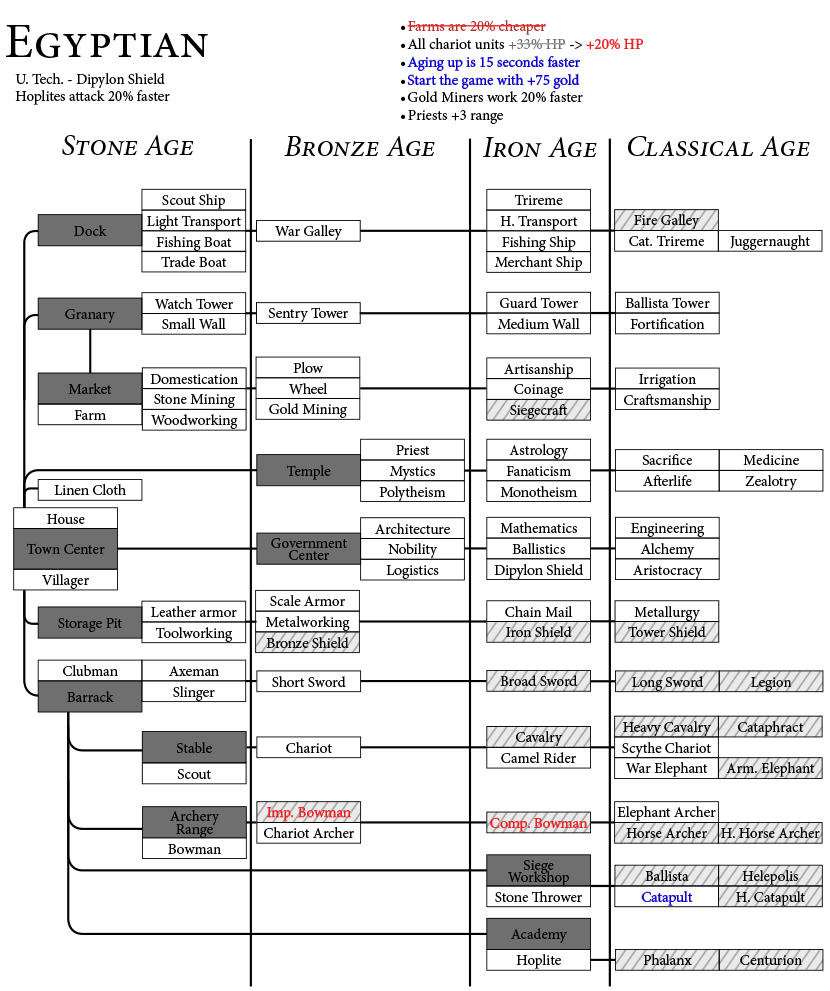 EGYPTIAN
U. Tech. - Dipylon Shield
Hoplites attack 20% faster
• Farms are 20% cheaper
• All chariot units +33% HP -> +20% HP
• Aging up is 15 seconds faster
• Start the game with +75 gold
• Gold Miners work 20% faster
• Priests +3 range
STONE AGE
BRONZE AGE
IRON AGE
CLASSICAL AGE
Dock
Scout Ship
Light Transport
Fishing Boat
Trade Boat
War Galley
Trireme
H. Transport
Fishing Ship
Merchant Ship
Fire Galley
Cat. Trireme
Juggernaught
Granary
Watch Tower
Small Wall
Sentry Tower
Guard Tower
Medium Wall
Ballista Tower
Fortification
Market
Farm
Domestication
Stone Mining
Woodworking
Plow
Wheel
Gold Mining
Artisanship
Coinage
Siegecraft
Irrigation
Craftsmanship
Temple
Priest
Mystics
Polytheism
Astrology
Fanaticism
Monotheism
Sacrifice
Medicine
Afterlife
Zealotry
Linen Cloth
House
Town Center
Villager
Government
Center
Architecture
Nobility
Logistics
Mathematics
Ballistics
Dipylon Shield
Engineering
Alchemy
Aristocracy
Storage Pit
Leather armor
Toolworking
Scale Armor
Metalworking
Bronze Shield
Chain Mail
Iron Shield
Metallurgy
Tower Shield
Clubman
Barrack
Axeman
Slinger
Short Sword
Broad Sword
Long Sword
Legion
Stable
Scout
Chariot
Cavalry
Camel Rider
Heavy Cavalry
Cataphract
Scythe Chariot
War Elephant
Arm. Elephant
Archery
Range
Bowman
Imp. Bowman
Chariot Archer
Comp. Bowman
Elephant Archer
Horse Archer
H. Horse Archer
Siege
Workshop
Stone Thrower
Ballista
Helepolis
Catapult
H. Catapult
Academy
Hoplite
Phalanx
Centurion